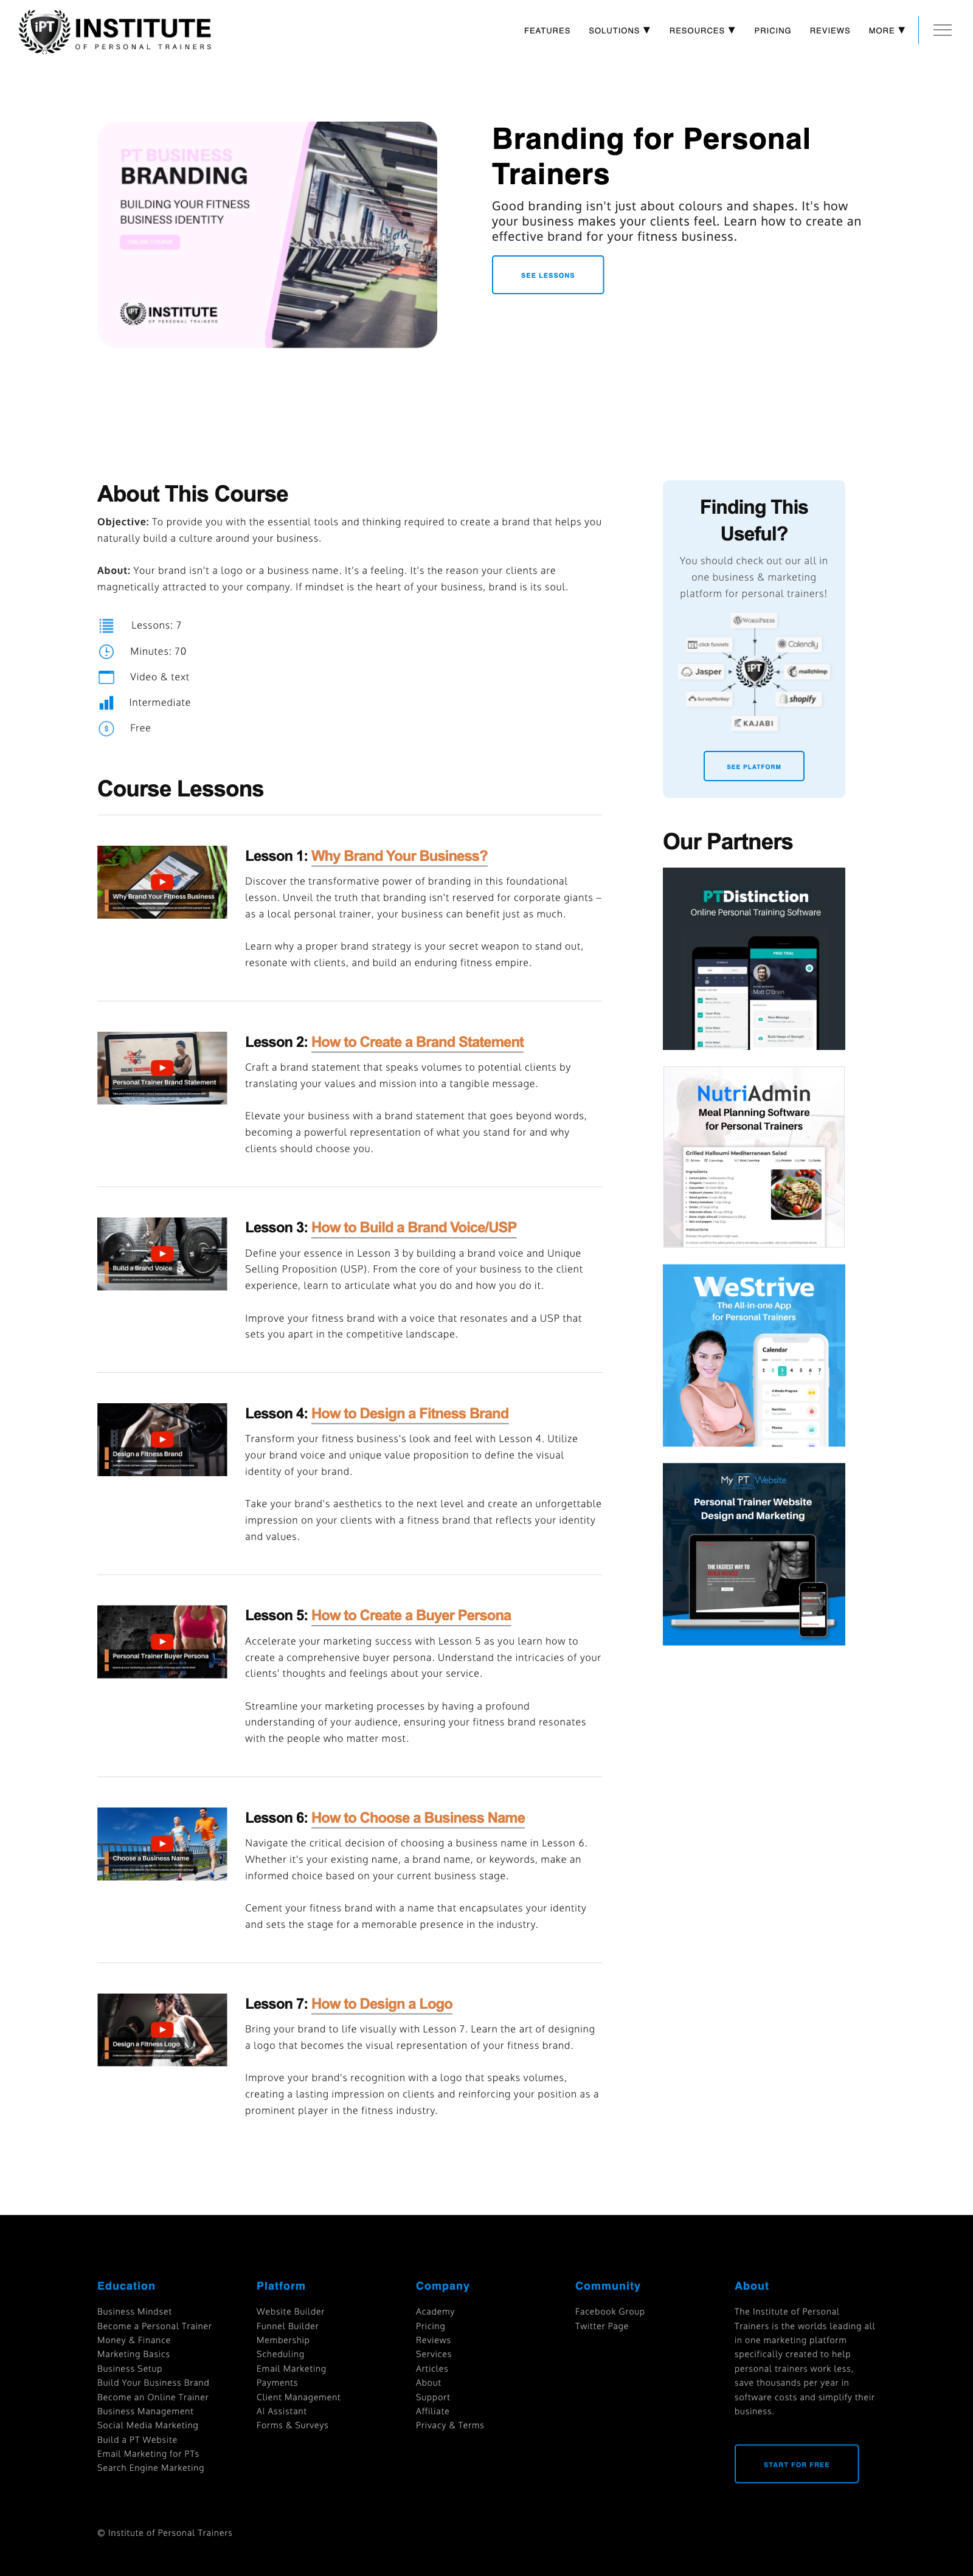 iPT INSTITUTE
OF PERSONAL TRAINERS
FEATURES
SOLUTIONS ▼
RESOURCES ▼
PRICING
REVIEWS
MORE ▼
PT BUSINESS
BRANDING
BUILDING YOUR FITNESS
BUSINESS IDENTITY
ONLINE COURSE
iPT INSTITUTE
OF PERSONAL TRAINERS
Branding for Personal
Trainers
Good branding isn't just about colours and shapes. It's how
your business makes your clients feel. Learn how to create an
effective brand for your fitness business.
SEE LESSONS
About This Course
Objective: To provide you with the essential tools and thinking required to create a brand that helps you
naturally build a culture around your business.
About: Your brand isn't a logo or a business name. It's a feeling. It's the reason your clients are
magnetically attracted to your company. If mindset is the heart of your business, brand is its soul.
Lessons: 7
Minutes: 70
Video & text
Intermediate
Free
Course Lessons
Why Brand Your Fitness Business
Lesson 1: Why Brand Your Business?
Discover the transformative power of branding in this foundational
lesson. Unveil the truth that branding isn't reserved for corporate giants –
as a local personal trainer, your business can benefit just as much.
Learn why a proper brand strategy is your secret weapon to stand out,
resonate with clients, and build an enduring fitness empire.
Personal Trainer Brand Statement
Lesson 2: How to Create a Brand Statement
Craft a brand statement that speaks volumes to potential clients by
translating your values and mission into a tangible message.
Elevate your business with a brand statement that goes beyond words,
becoming a powerful representation of what you stand for and why
clients should choose you.
Build a Brand Voice
Lesson 3: How to Build a Brand Voice/USP
Define your essence in Lesson 3 by building a brand voice and Unique
Selling Proposition (USP). From the core of your business to the client
experience, learn to articulate what you do and how you do it.
Improve your fitness brand with a voice that resonates and a USP that
sets you apart in the competitive landscape.
Design a Fitness Brand
Lesson 4: How to Design a Fitness Brand
Transform your fitness business's look and feel with Lesson 4. Utilize
your brand voice and unique value proposition to define the visual
identity of your brand.
Take your brand's aesthetics to the next level and create an unforgettable
impression on your clients with a fitness brand that reflects your identity
and values.
Personal Trainer Buyer Persona
Lesson 5: How to Create a Buyer Persona
Accelerate your marketing success with Lesson 5 as you learn how to
create a comprehensive buyer persona. Understand the intricacies of your
clients' thoughts and feelings about your service.
Streamline your marketing processes by having a profound
understanding of your audience, ensuring your fitness brand resonates
with the people who matter most.
Choose a Business Name
Lesson 6: How to Choose a Business Name
Navigate the critical decision of choosing a business name in Lesson 6.
Whether it's your existing name, a brand name, or keywords, make an
informed choice based on your current business stage.
Cement your fitness brand with a name that encapsulates your identity
and sets the stage for a memorable presence in the industry.
Design a Fitness Logo
Lesson 7: How to Design a Logo
Bring your brand to life visually with Lesson 7. Learn the art of designing
a logo that becomes the visual representation of your fitness brand.
Improve your brand's recognition with a logo that speaks volumes,
creating a lasting impression on clients and reinforcing your position as a
prominent player in the fitness industry.
Finding This
Useful?
You should check out our all in
one business & marketing
platform for personal trainers!
WordPress
click funnels
Calendly
Jasper
iPT
mailchimp
SurveyMonkey
shopify
KAJABI
SEE PLATFORM
Our Partners
PTDistinction
Online Personal Training Software
FREE TRIAL
Matt O'Brien
NutriAdmin
Meal Planning Software
for Personal Trainers
Grilled Halloumi Mediterranean Salad
Ingredients
Instructions
WeStrive
The All-in-one App
for Personal Trainers
Calendar
1 2 3 4 5 6 7
4 Weeks Program
Nutrition
Photos
My PT Website
Personal Trainer Website
Design and Marketing
THE FASTEST WAY TO
BUILD MUSCLE
Education
Business Mindset
Become a Personal Trainer
Money & Finance
Marketing Basics
Business Setup
Build Your Business Brand
Become an Online Trainer
Business Management
Social Media Marketing
Build a PT Website
Email Marketing for PTs
Search Engine Marketing
Platform
Website Builder
Funnel Builder
Membership
Scheduling
Email Marketing
Payments
Client Management
AI Assistant
Forms & Surveys
Company
Academy
Pricing
Reviews
Services
Articles
About
Support
Affiliate
Privacy & Terms
Community
Facebook Group
Twitter Page
About
The Institute of Personal
Trainers is the worlds leading all
in one marketing platform
specifically created to help
personal trainers work less,
save thousands per year in
software costs and simplify their
business.
START FOR FREE
© Institute of Personal Trainers